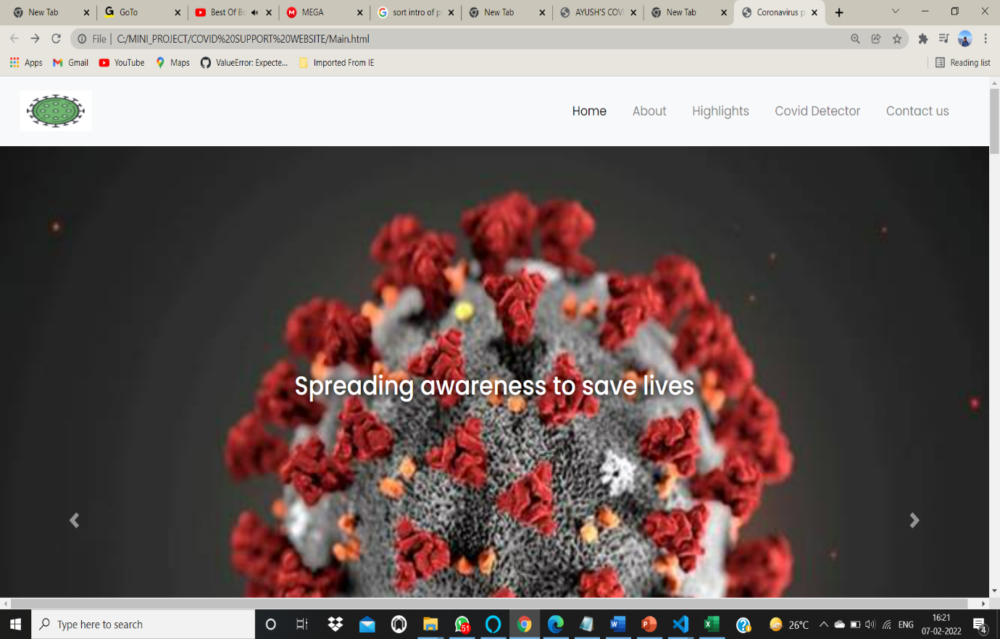 New Tab
GoTo
Best Of Bo
MEGA
sort intro of p
New Tab
AYUSH'S COVI
New Tab
Coronavirus p
File | C:/MINI_PROJECT/COVID%20SUPPORT%20WEBSITE/Main.html
Apps
Gmail
YouTube
Maps
ValueError: Expecte...
Imported From IE
Reading list
Home
About
Highlights
Covid Detector
Contact us
Spreading awareness to save lives
Type here to search
51
26°C
ENG
16:21
07-02-2022
4